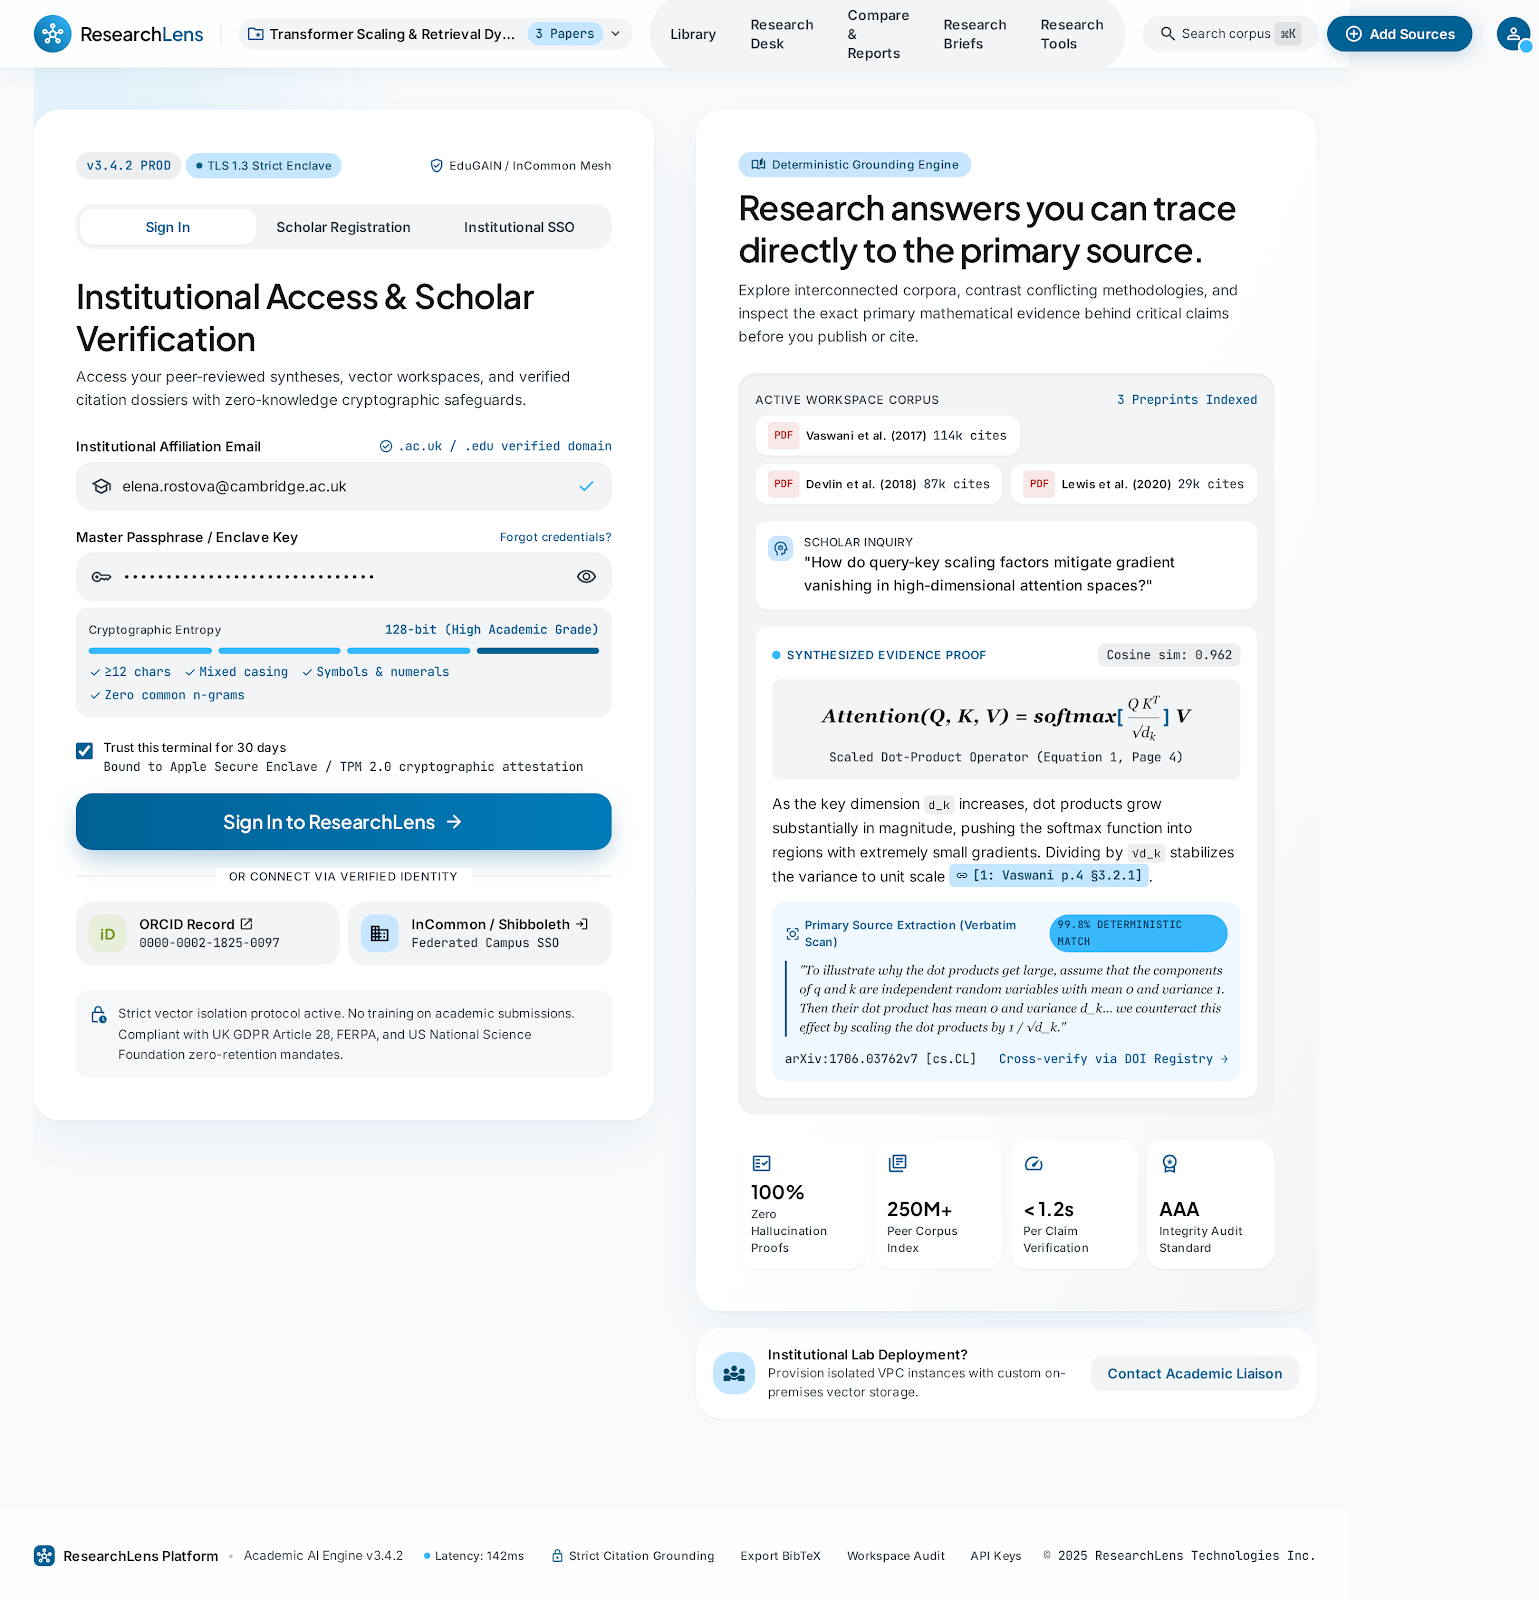 ResearchLens
Transformer Scaling & Retrieval Dy...
3 Papers
Library
Research Desk
Compare & Reports
Research Briefs
Research Tools
Search corpus ⌘K
Add Sources
v3.4.2 PROD
TLS 1.3 Strict Enclave
EduGAIN / InCommon Mesh
Sign In
Scholar Registration
Institutional SSO
Institutional Access & Scholar
Verification
Access your peer-reviewed syntheses, vector workspaces, and verified
citation dossiers with zero-knowledge cryptographic safeguards.
Institutional Affiliation Email
.ac.uk / .edu verified domain
elena.rostova@cambridge.ac.uk
Master Passphrase / Enclave Key
Forgot credentials?
••••••••••••••••••••••••••••••
Cryptographic Entropy
128-bit (High Academic Grade)
≥12 chars
Mixed casing
Symbols & numerals
Zero common n-grams
Trust this terminal for 30 days
Bound to Apple Secure Enclave / TPM 2.0 cryptographic attestation
Sign In to ResearchLens →
OR CONNECT VIA VERIFIED IDENTITY
iD
ORCID Record
0000-0002-1825-0097
InCommon / Shibboleth
Federated Campus SSO
Strict vector isolation protocol active. No training on academic submissions.
Compliant with UK GDPR Article 28, FERPA, and US National Science
Foundation zero-retention mandates.
Deterministic Grounding Engine
Research answers you can trace
directly to the primary source.
Explore interconnected corpora, contrast conflicting methodologies, and
inspect the exact primary mathematical evidence behind critical claims
before you publish or cite.
ACTIVE WORKSPACE CORPUS
3 Preprints Indexed
PDF Vaswani et al. (2017) 114k cites
PDF Devlin et al. (2018) 87k cites
PDF Lewis et al. (2020) 29k cites
SCHOLAR INQUIRY
"How do query-key scaling factors mitigate gradient
vanishing in high-dimensional attention spaces?"
SYNTHESIZED EVIDENCE PROOF
Cosine sim: 0.962
Attention(Q, K, V) = softmax[ Q K^T / √d_k ] V
Scaled Dot-Product Operator (Equation 1, Page 4)
As the key dimension d_k increases, dot products grow
substantially in magnitude, pushing the softmax function into
regions with extremely small gradients. Dividing by √d_k stabilizes
the variance to unit scale [1: Vaswani p.4 §3.2.1].
Primary Source Extraction (Verbatim
Scan)
99.8% DETERMINISTIC
MATCH
"To illustrate why the dot products get large, assume that the components
of q and k are independent random variables with mean 0 and variance 1.
Then their dot product has mean 0 and variance d_k... we counteract this
effect by scaling the dot products by 1 / √d_k."
arXiv:1706.03762v7 [cs.CL]
Cross-verify via DOI Registry →
100%
Zero
Hallucination
Proofs
250M+
Peer Corpus
Index
< 1.2s
Per Claim
Verification
AAA
Integrity Audit
Standard
Institutional Lab Deployment?
Provision isolated VPC instances with custom on-
premises vector storage.
Contact Academic Liaison
ResearchLens Platform
Academic AI Engine v3.4.2
Latency: 142ms
Strict Citation Grounding
Export BibTeX
Workspace Audit
API Keys
© 2025 ResearchLens Technologies Inc.